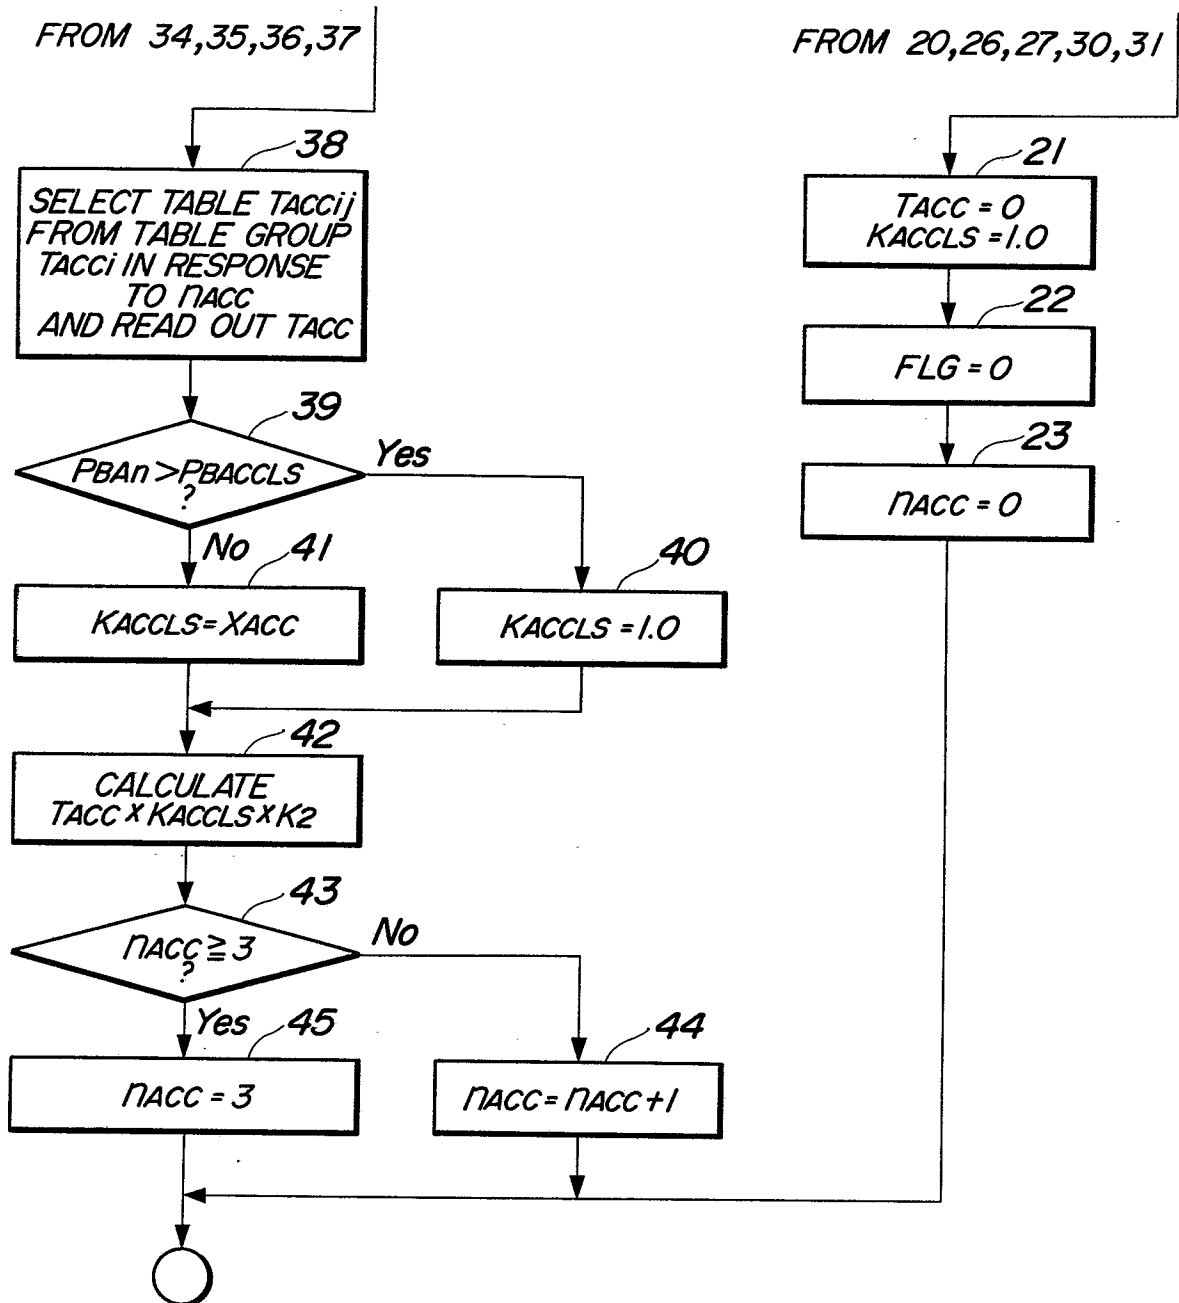 FROM 34,35,36,37
38
SELECT TABLE TACCij
FROM TABLE GROUP
TACCi IN RESPONSE
TO nACC
AND READ OUT TACC
39
PBAn > PBACCLS
?
Yes
No
41
KACCLS = XACC
40
KACCLS = 1.0
42
CALCULATE
TACC x KACCLS x K2
43
nACC ≧ 3
?
No
Yes
45
nACC = 3
44
nACC = nACC + 1
FROM 20,26,27,30,31
21
TACC = 0
KACCLS = 1.0
22
FLG = 0
23
nACC = 0